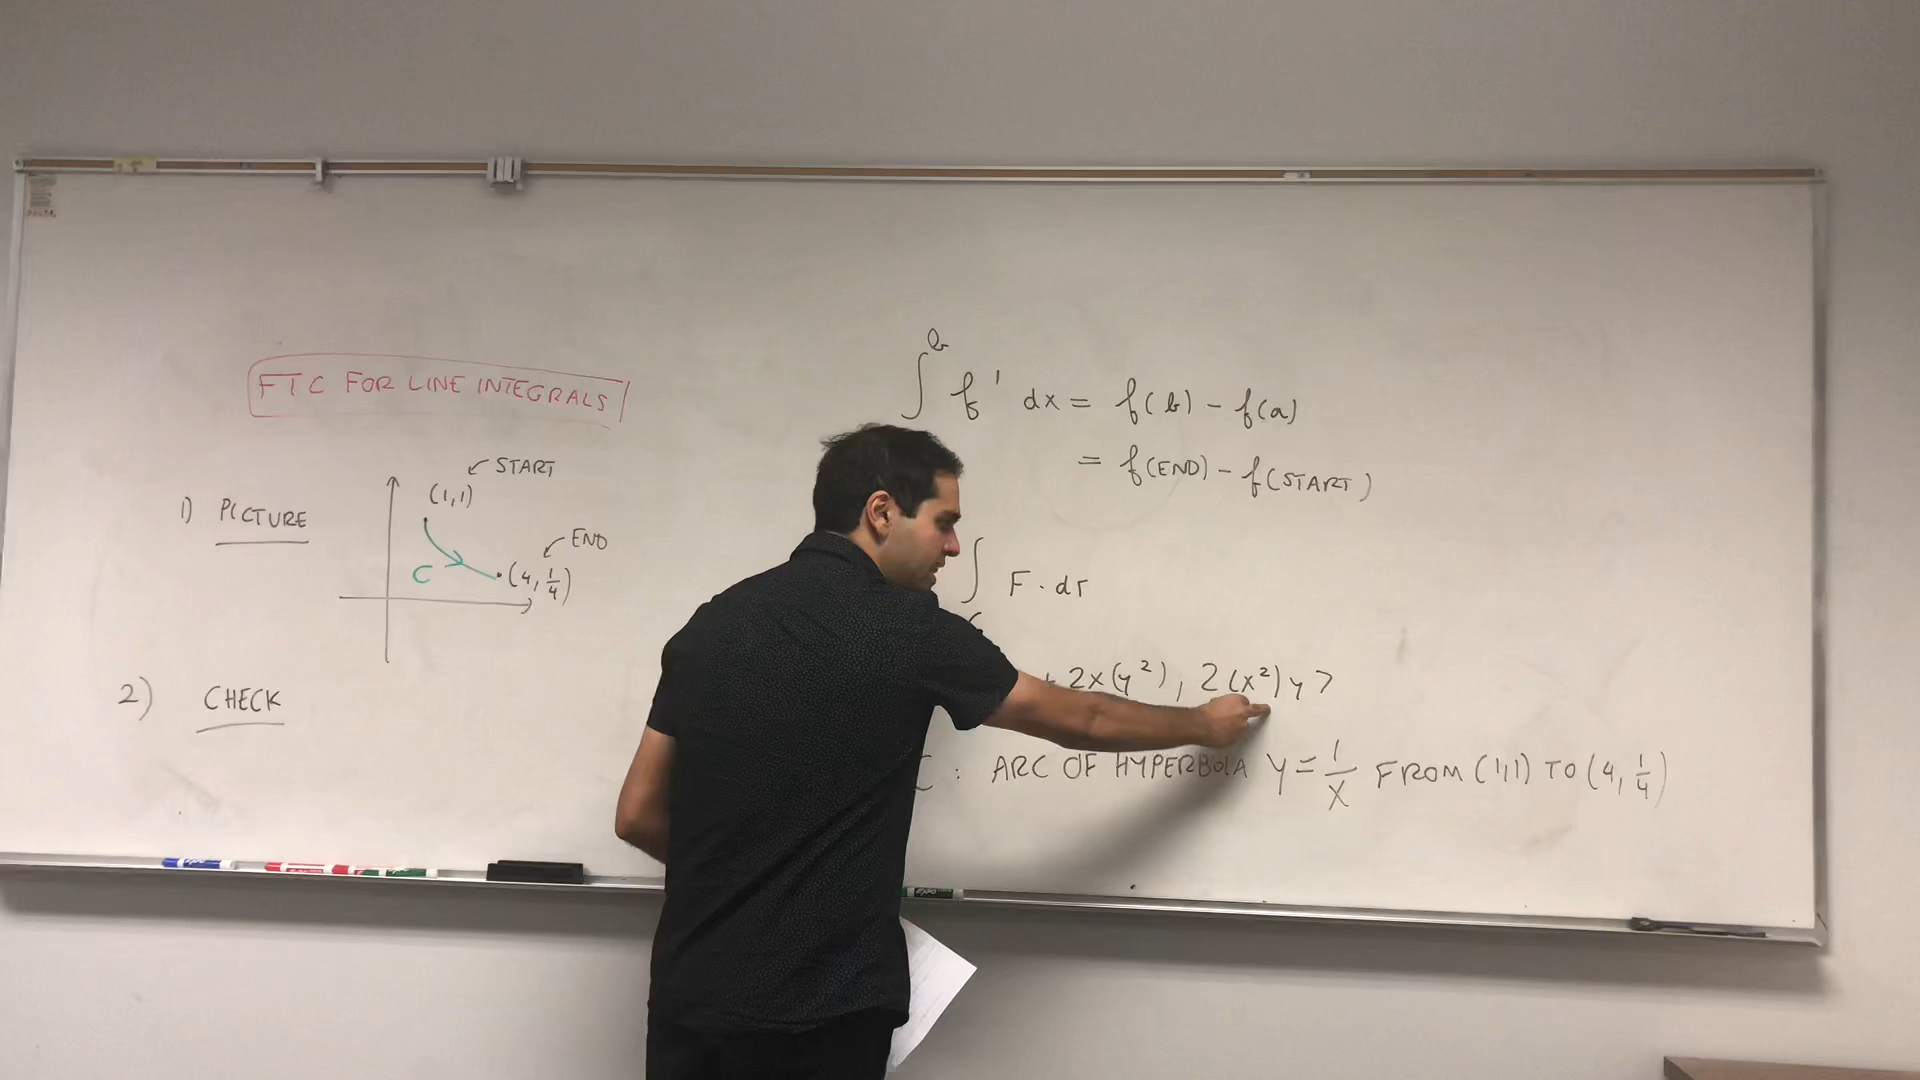 FTC FOR LINE INTEGRALS
1) PICTURE
START
(1,1)
END
C
(4, 1/4)
2) CHECK
∫ᵇ f' dx = f(b) - f(a)
= f(END) - f(START)
∫ F · dr
+ 2x(y²), 2(x²)y >
C : ARC OF HYPERBOLA Y = 1/X FROM (1,1) TO (4, 1/4)